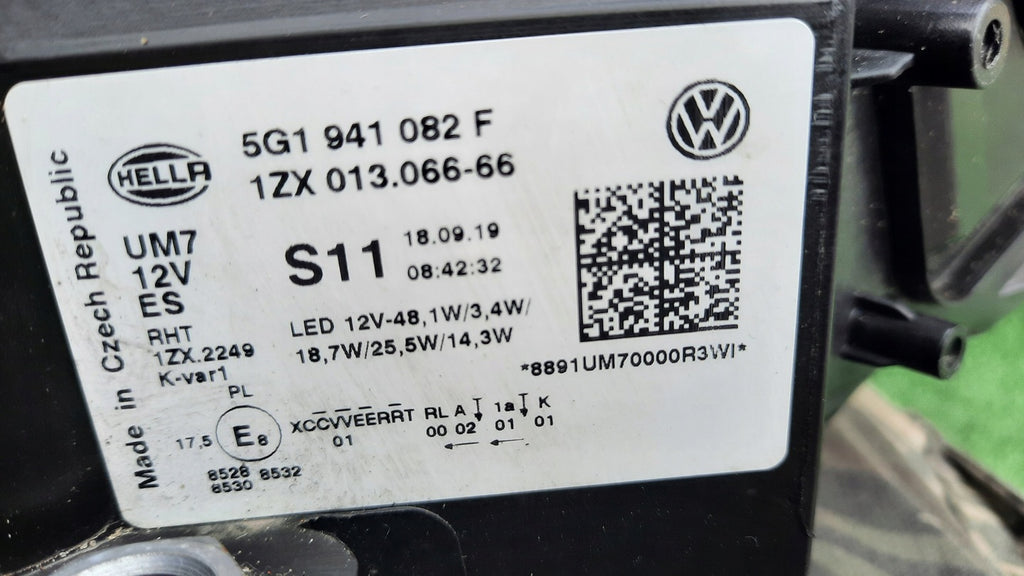 Made in Czech Republic
HELLA
5G1 941 082 F
1ZX 013.066-66
UM7
12V
ES
RHT
1ZX.2249
K-var1
PL
S11
18.09.19
08:42:32
LED 12V-48,1W/3,4W/
18,7W/25,5W/14,3W
*8891UM70000R3WI*
17,5 E8
XCCVVEERRT RL A 1a K
01 00 02 01 01
8528 8532
8530